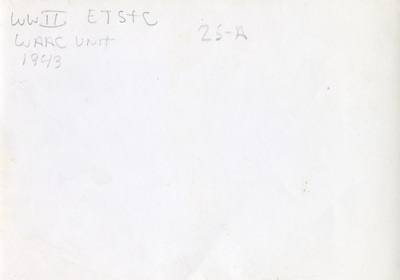 WW II ETStC 25-A
WAAC UNIT
1943